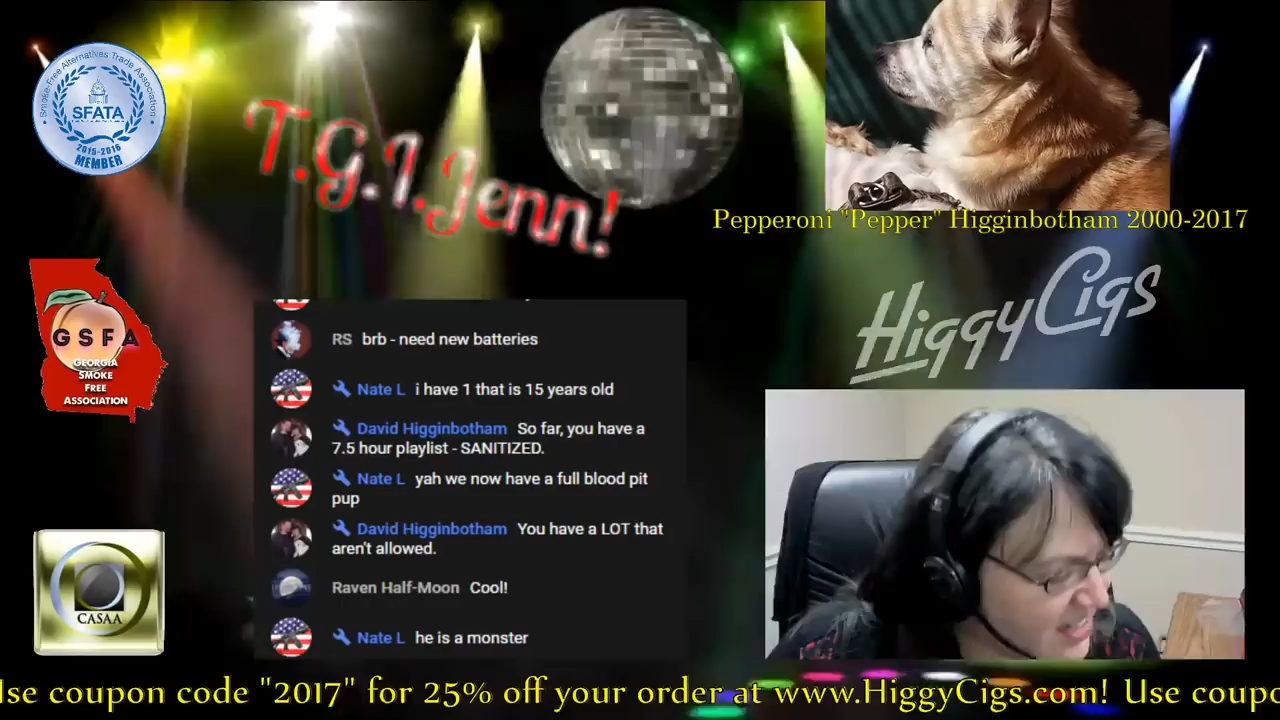 Smoke-Free Alternatives Trade Association
SFATA
2015-2016
MEMBER
T.G.I.Jenn!
Pepperoni "Pepper" Higginbotham 2000-2017
HiggyCigs
GSFA
GEORGIA
SMOKE
FREE
ASSOCIATION
RS brb - need new batteries
Nate L i have 1 that is 15 years old
David Higginbotham So far, you have a
7.5 hour playlist - SANITIZED.
Nate L yah we now have a full blood pit
pup
David Higginbotham You have a LOT that
aren't allowed.
Raven Half-Moon Cool!
Nate L he is a monster
CASAA
Use coupon code "2017" for 25% off your order at www.HiggyCigs.com! Use coupo